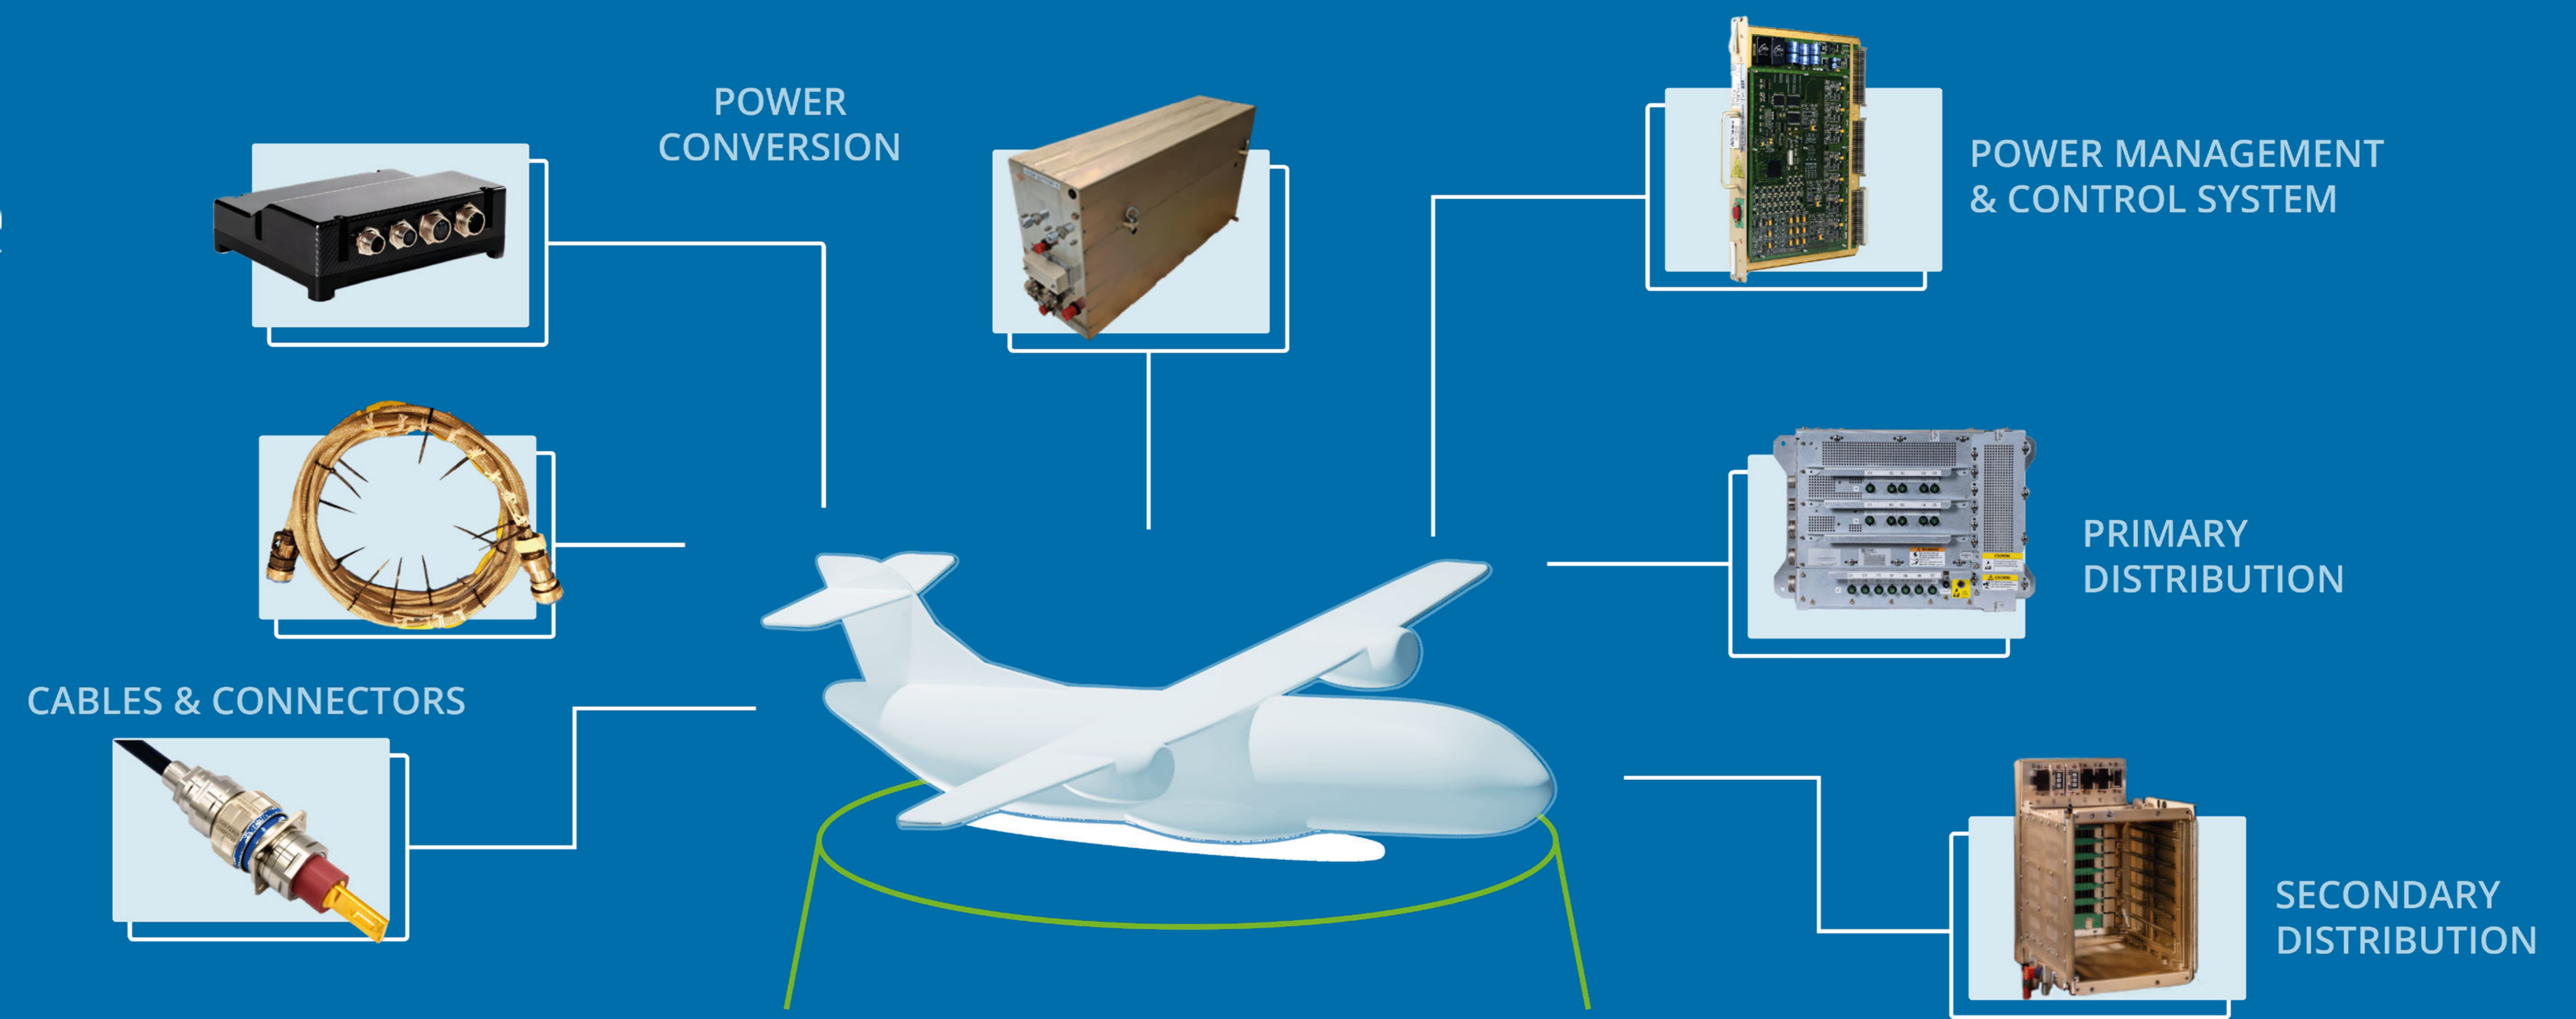 POWER
CONVERSION
POWER MANAGEMENT
& CONTROL SYSTEM
PRIMARY
DISTRIBUTION
CABLES & CONNECTORS
SECONDARY
DISTRIBUTION